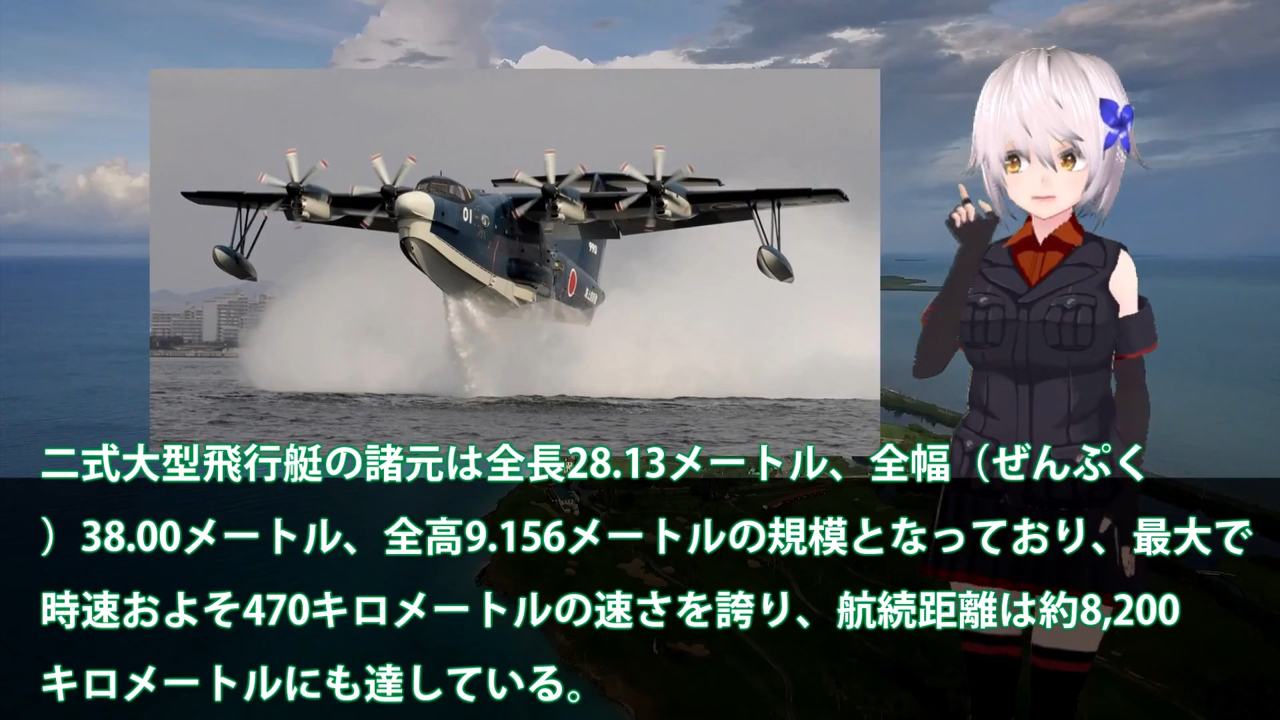 01
二式大型飛行艇の諸元は全長28.13メートル、全幅（ぜんぷく
）38.00メートル、全高9.156メートルの規模となっており、最大で
時速およそ470キロメートルの速さを誇り、航続距離は約8,200
キロメートルにも達している。